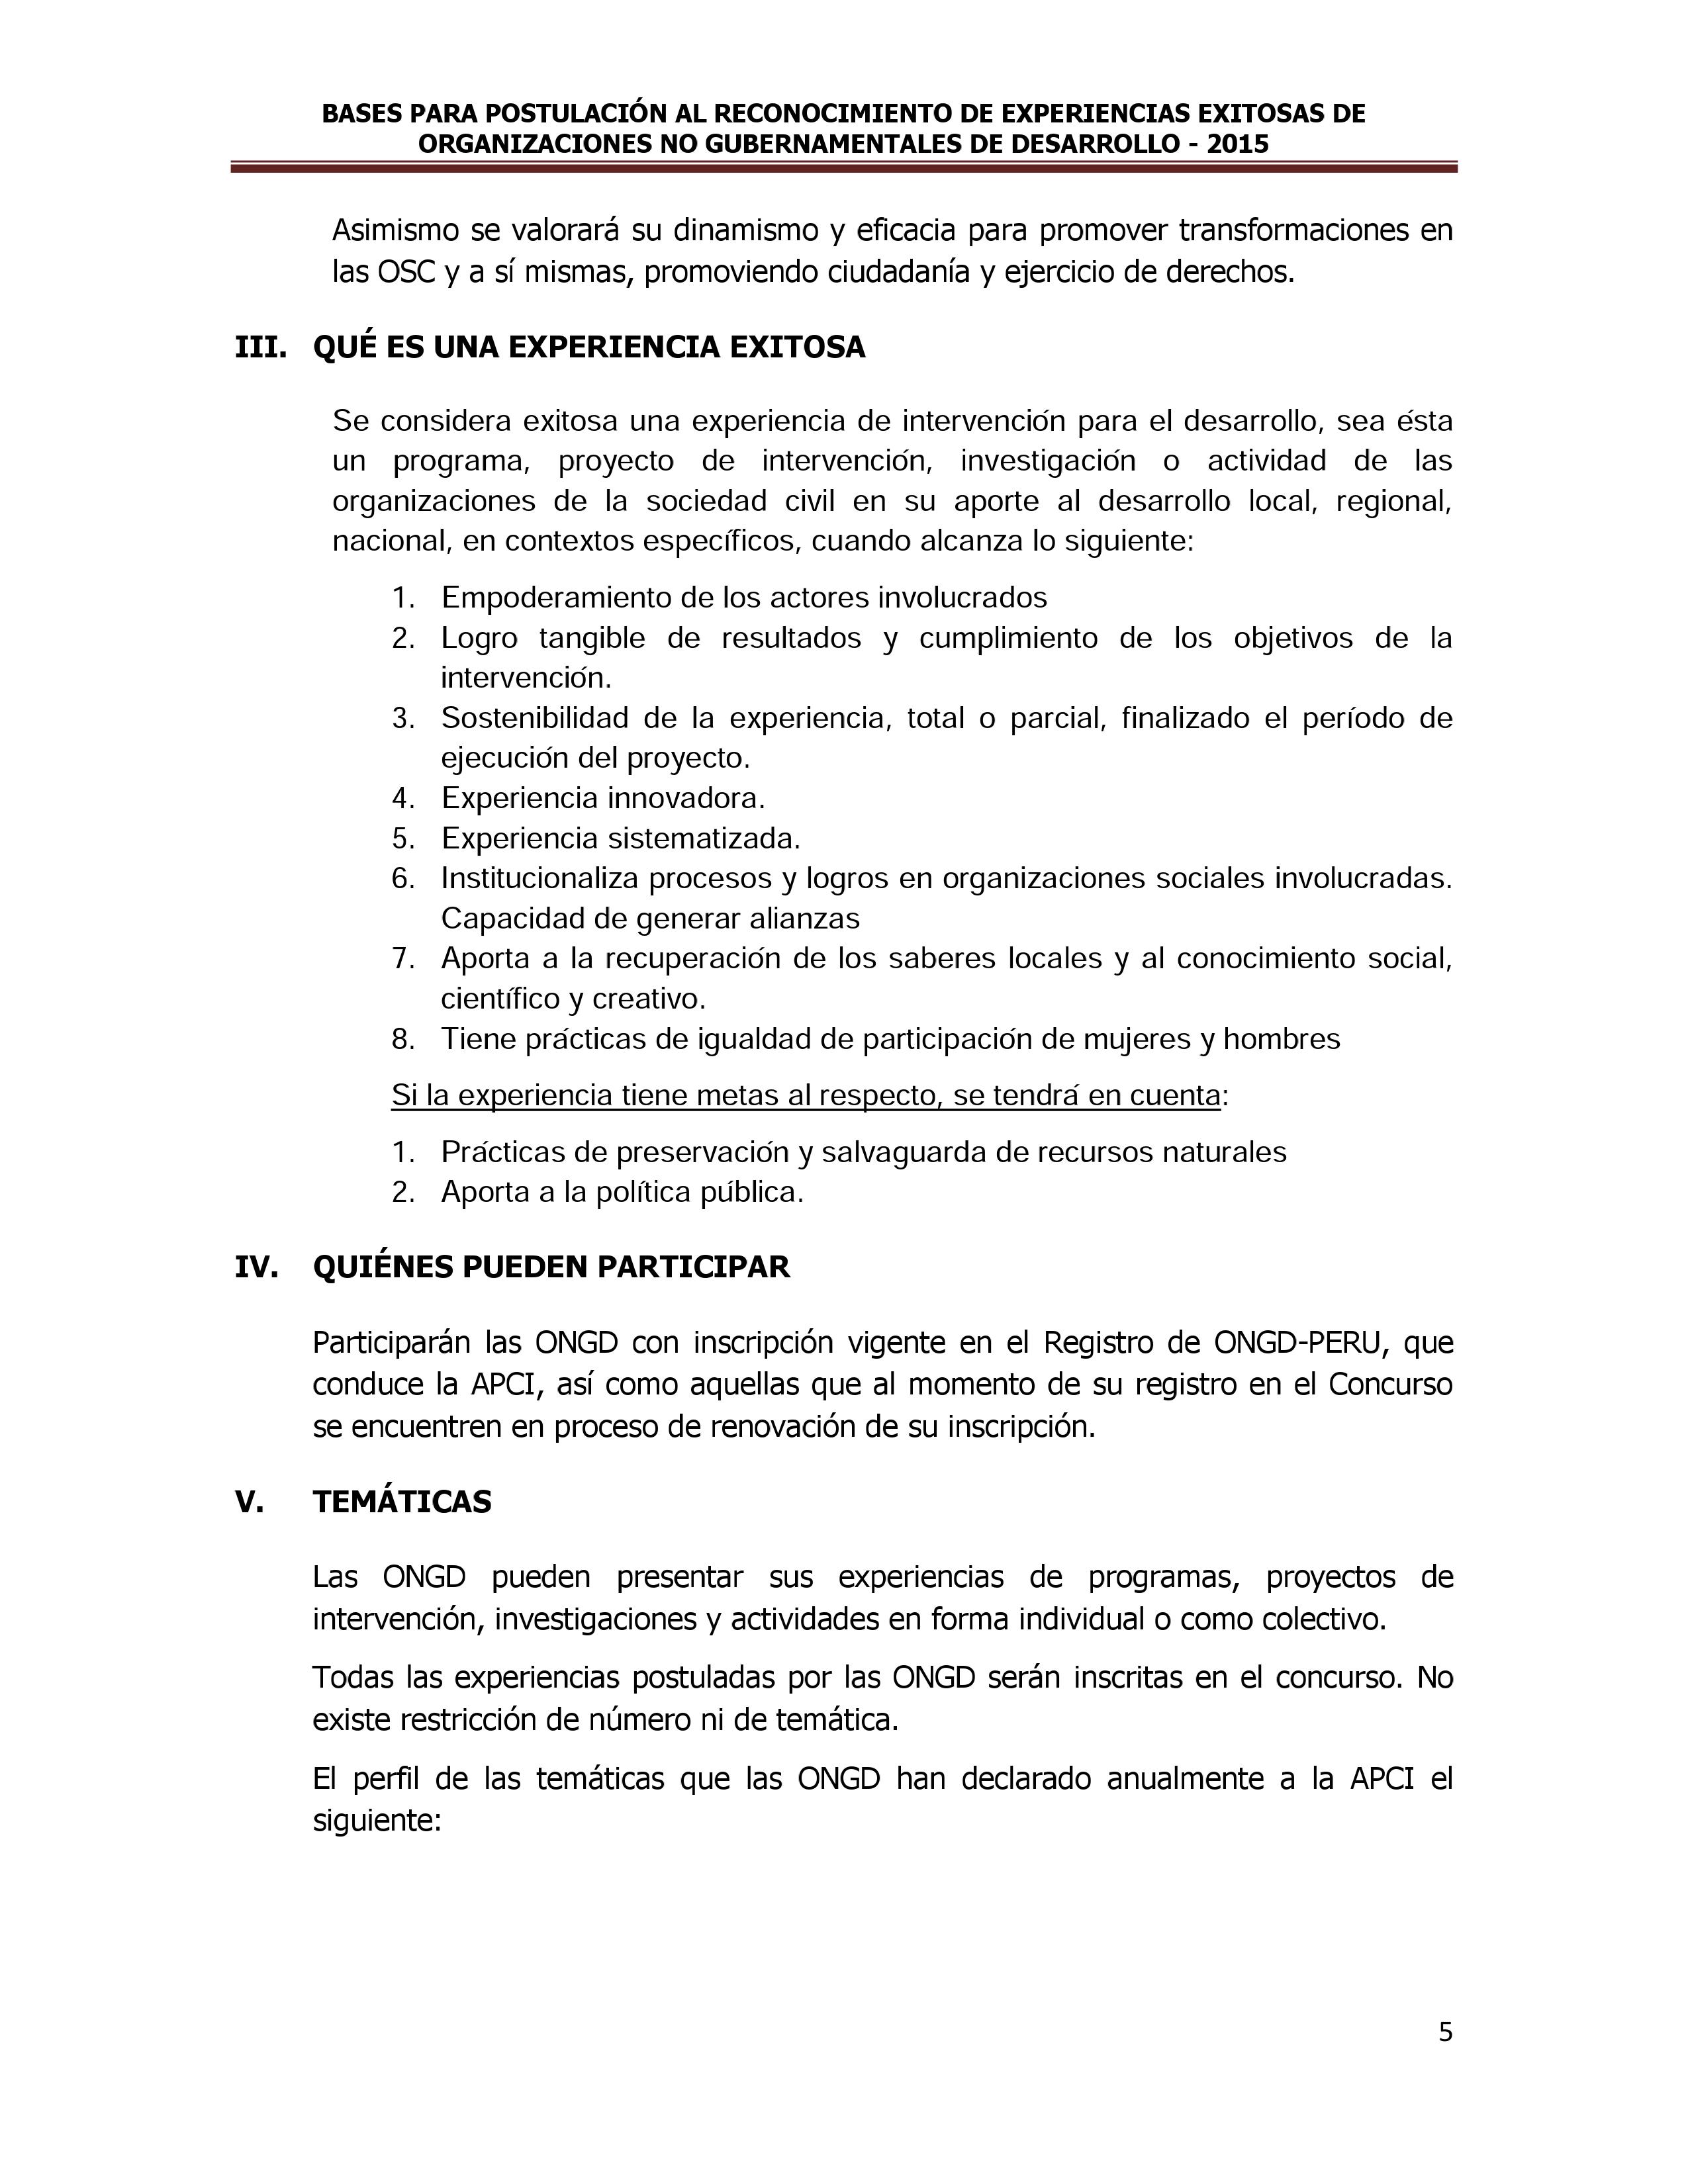 BASES PARA POSTULACIÓN AL RECONOCIMIENTO DE EXPERIENCIAS EXITOSAS DE
ORGANIZACIONES NO GUBERNAMENTALES DE DESARROLLO - 2015
Asimismo se valorará su dinamismo y eficacia para promover transformaciones en
las OSC y a sí mismas, promoviendo ciudadanía y ejercicio de derechos.
III. QUÉ ES UNA EXPERIENCIA EXITOSA
Se considera exitosa una experiencia de intervención para el desarrollo, sea ésta
un programa, proyecto de intervención, investigación o actividad de las
organizaciones de la sociedad civil en su aporte al desarrollo local, regional,
nacional, en contextos específicos, cuando alcanza lo siguiente:
1. Empoderamiento de los actores involucrados
2. Logro tangible de resultados y cumplimiento de los objetivos de la
intervención.
3. Sostenibilidad de la experiencia, total o parcial, finalizado el período de
ejecución del proyecto.
4. Experiencia innovadora.
5. Experiencia sistematizada.
6. Institucionaliza procesos y logros en organizaciones sociales involucradas.
Capacidad de generar alianzas
7. Aporta a la recuperación de los saberes locales y al conocimiento social,
científico y creativo.
8. Tiene prácticas de igualdad de participación de mujeres y hombres
Si la experiencia tiene metas al respecto, se tendrá en cuenta:
1. Prácticas de preservación y salvaguarda de recursos naturales
2. Aporta a la política pública.
IV. QUIÉNES PUEDEN PARTICIPAR
Participarán las ONGD con inscripción vigente en el Registro de ONGD-PERU, que
conduce la APCI, así como aquellas que al momento de su registro en el Concurso
se encuentren en proceso de renovación de su inscripción.
V. TEMÁTICAS
Las ONGD pueden presentar sus experiencias de programas, proyectos de
intervención, investigaciones y actividades en forma individual o como colectivo.
Todas las experiencias postuladas por las ONGD serán inscritas en el concurso. No
existe restricción de número ni de temática.
El perfil de las temáticas que las ONGD han declarado anualmente a la APCI el
siguiente:
5